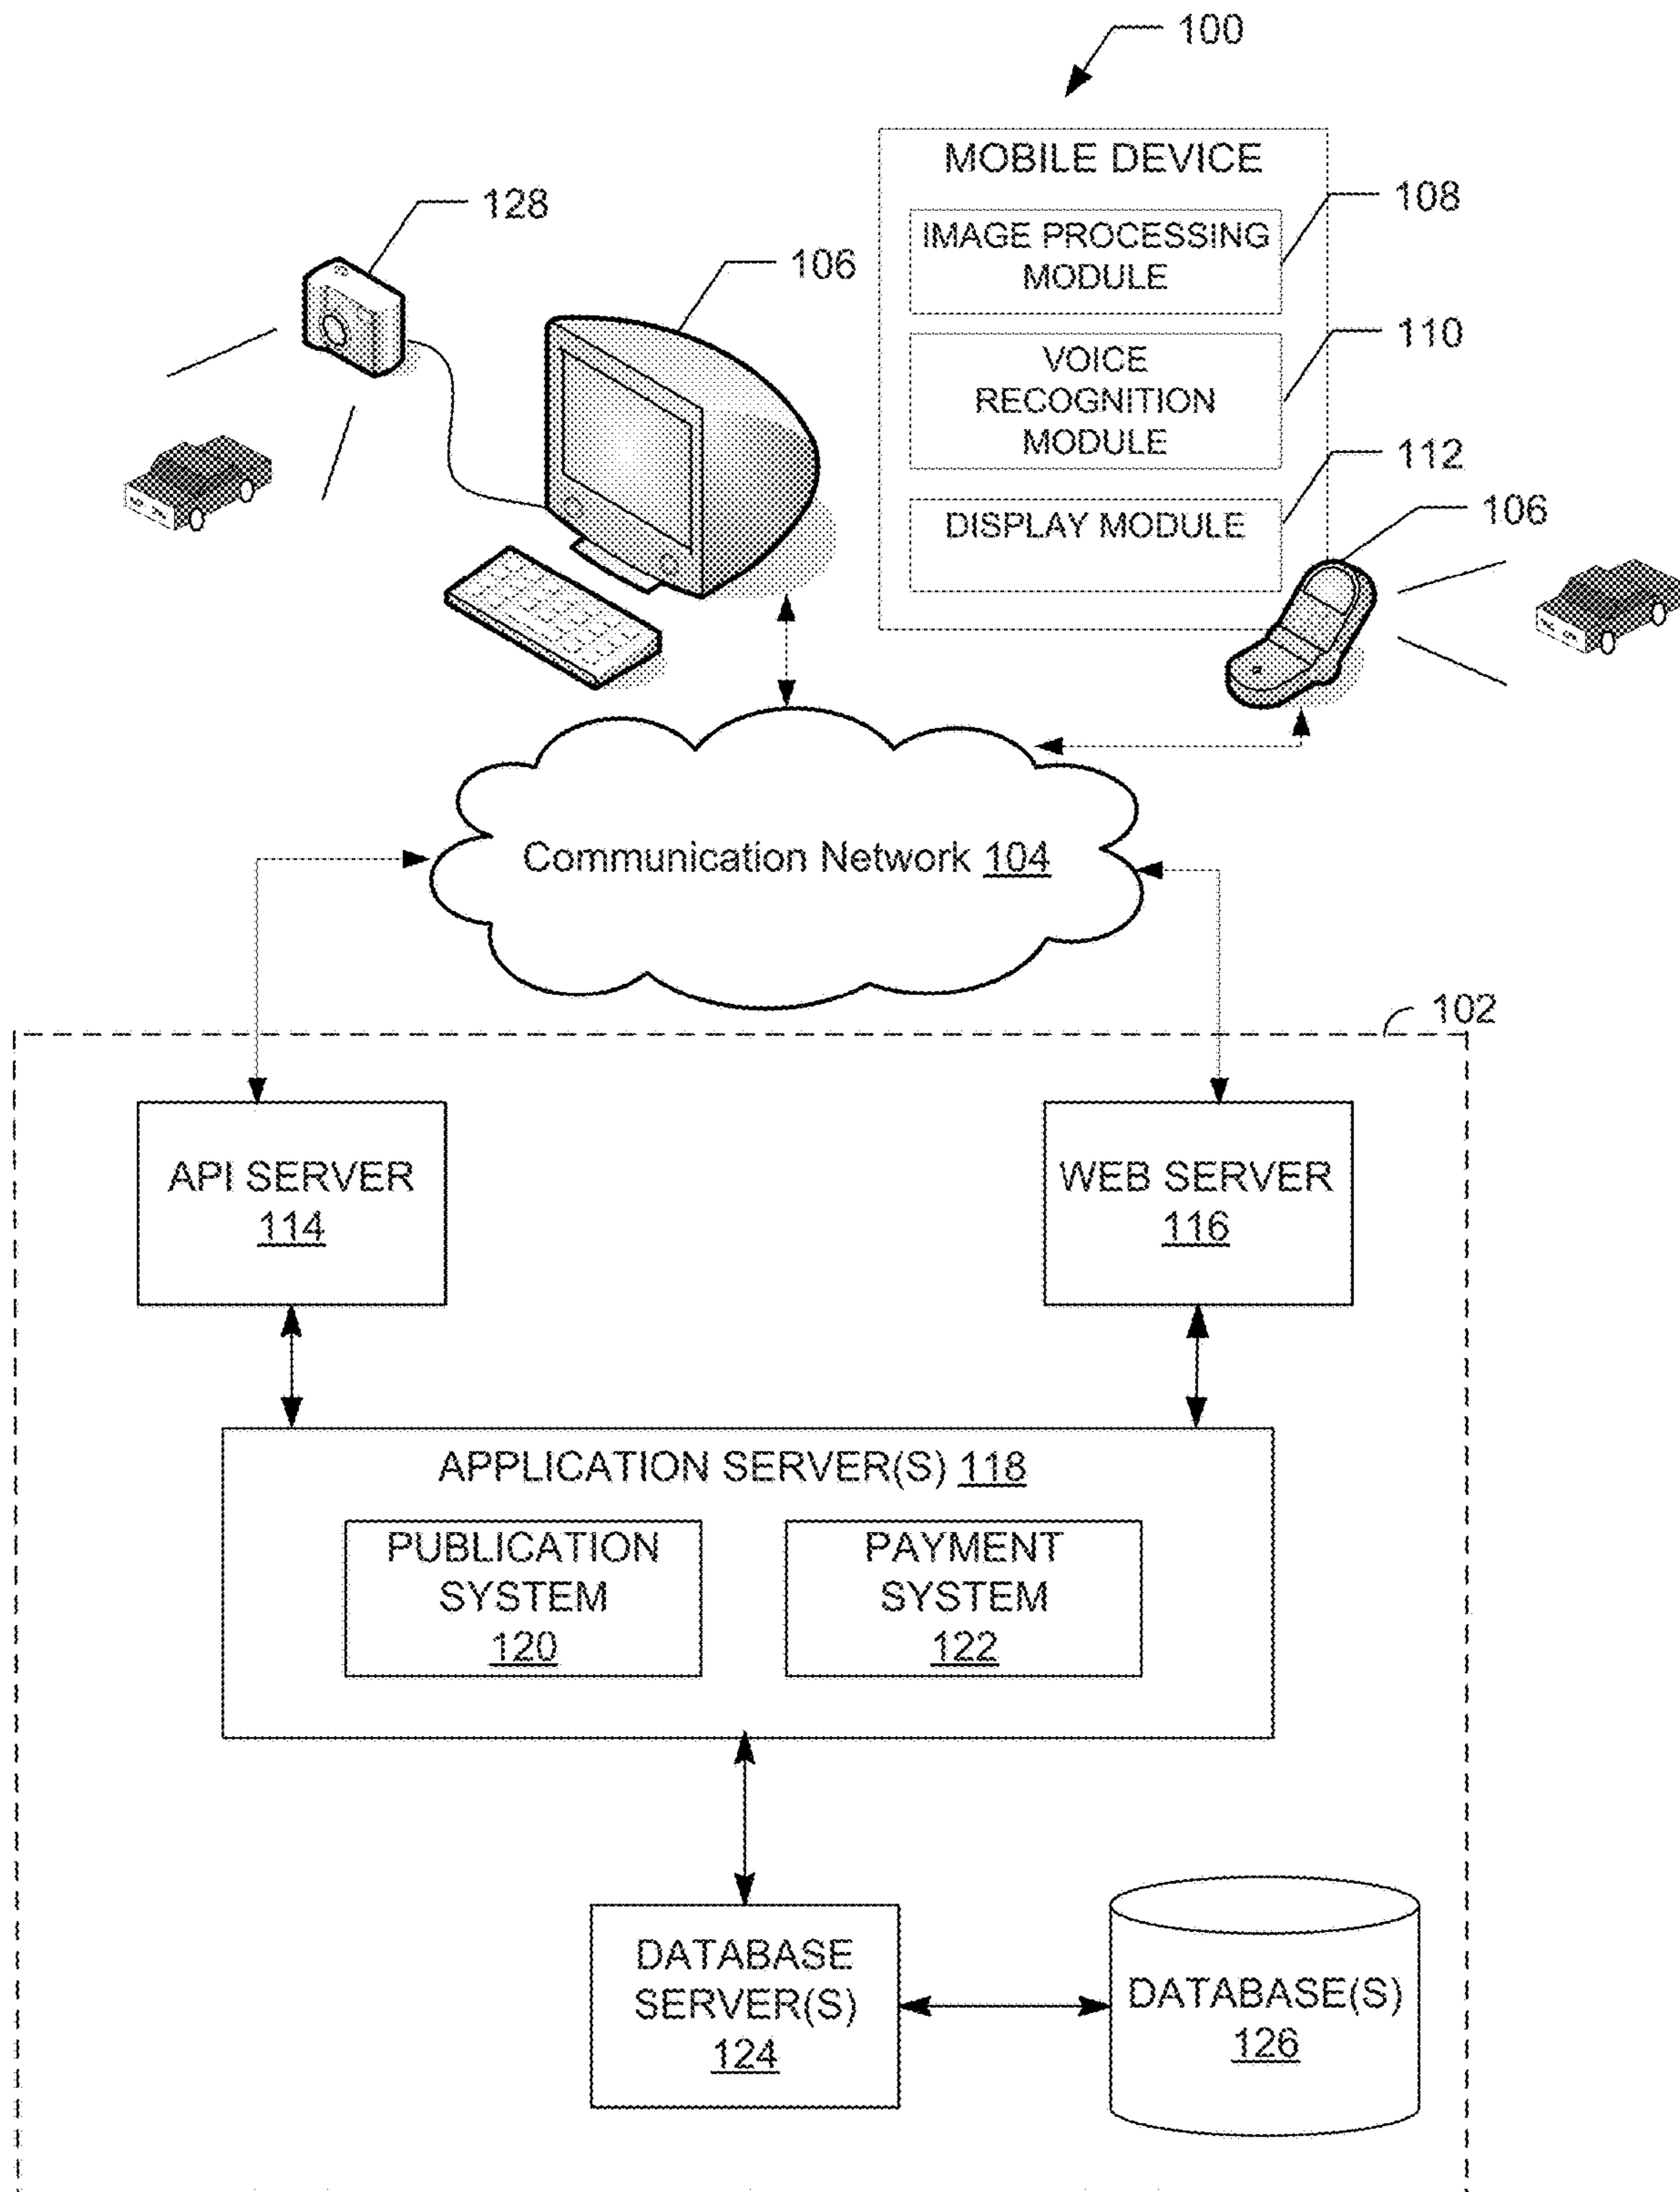 100
MOBILE DEVICE
108
IMAGE PROCESSING
MODULE
128
106
110
VOICE
RECOGNITION
MODULE
112
DISPLAY MODULE
106
Communication Network 104
102
API SERVER
114
WEB SERVER
116
APPLICATION SERVER(S) 118
PUBLICATION
SYSTEM
120
PAYMENT
SYSTEM
122
DATABASE
SERVER(S)
124
DATABASE(S)
126